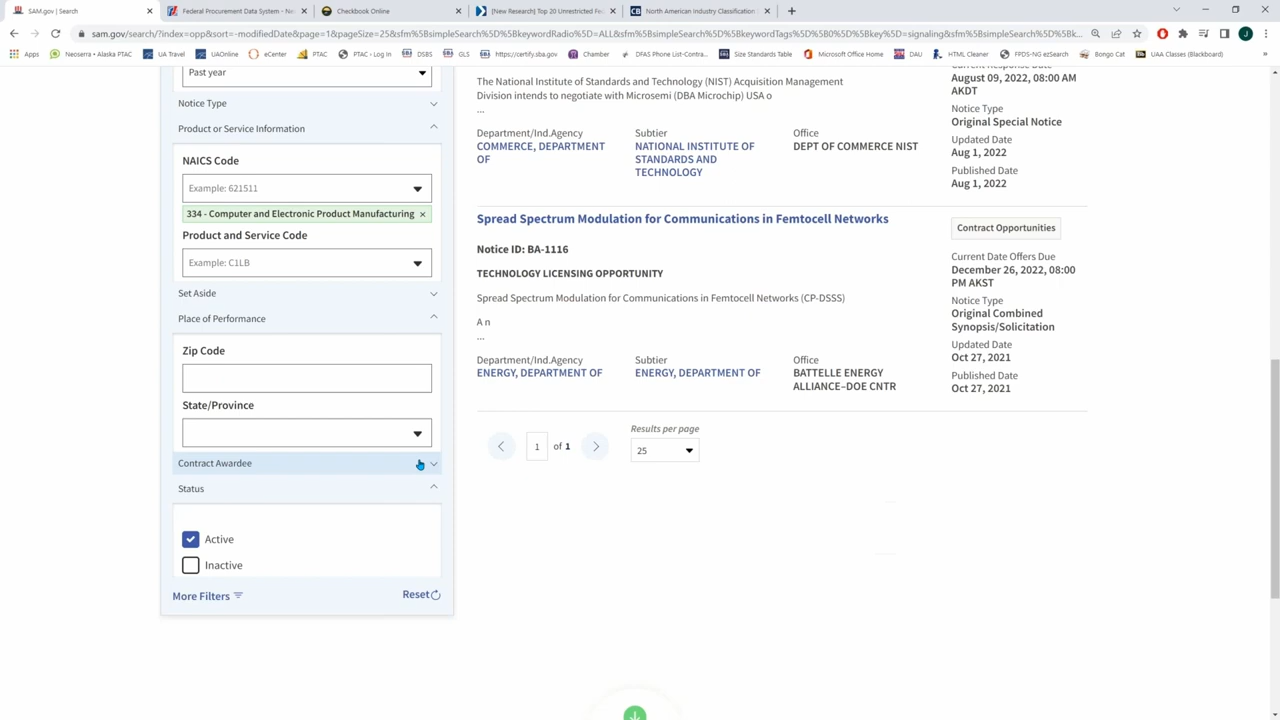 SAM.gov | Search
Federal Procurement Data System - Ne
Checkbook Online
[New Research] Top 20 Unrestricted Fe
North American Industry Classification
sam.gov/search/?index=opp&sort=-modifiedDate&page=1&pageSize=25&sfm%5BsimpleSearch%5D%5BkeywordRadio%5D=ALL&sfm%5BsimpleSearch%5D%5BkeywordTags%5D%5B0%5D%5Bkey%5D=signaling&sfm%5BsimpleSearch%5D%5Bk...
J
Apps
Neoserra • Alaska PTAC
UA Travel
UAOnline
eCenterDirect
PTAC
PTAC - Log In
DSBS
GLS
https://certify.sba.gov
Chamber
DFAS Phone List-Contra...
Size Standards Table
Microsoft Office Home
DAU
HTML Cleaner
FPDS-NG ezSearch
Bongo Cat
UAA Classes (Blackboard)
Past year
Notice Type
Product or Service Information
NAICS Code
Example: 621511
334 - Computer and Electronic Product Manufacturing ×
Product and Service Code
Example: C1LB
Set Aside
Place of Performance
Zip Code
State/Province
Contract Awardee
Status
Active
Inactive
More Filters
Reset
The National Institute of Standards and Technology (NIST) Acquisition Management
Division intends to negotiate with Microsemi (DBA Microchip) USA o
...
Department/Ind.Agency
COMMERCE, DEPARTMENT
OF
Subtier
NATIONAL INSTITUTE OF
STANDARDS AND
TECHNOLOGY
Office
DEPT OF COMMERCE NIST
August 09, 2022, 08:00 AM
AKDT
Notice Type
Original Special Notice
Updated Date
Aug 1, 2022
Published Date
Aug 1, 2022
Spread Spectrum Modulation for Communications in Femtocell Networks
Notice ID: BA-1116
TECHNOLOGY LICENSING OPPORTUNITY
Spread Spectrum Modulation for Communications in Femtocell Networks (CP-DSSS)
A n
...
Department/Ind.Agency
ENERGY, DEPARTMENT OF
Subtier
ENERGY, DEPARTMENT OF
Office
BATTELLE ENERGY
ALLIANCE–DOE CNTR
Contract Opportunities
Current Date Offers Due
December 26, 2022, 08:00
PM AKST
Notice Type
Original Combined
Synopsis/Solicitation
Updated Date
Oct 27, 2021
Published Date
Oct 27, 2021
1 of 1
Results per page
25